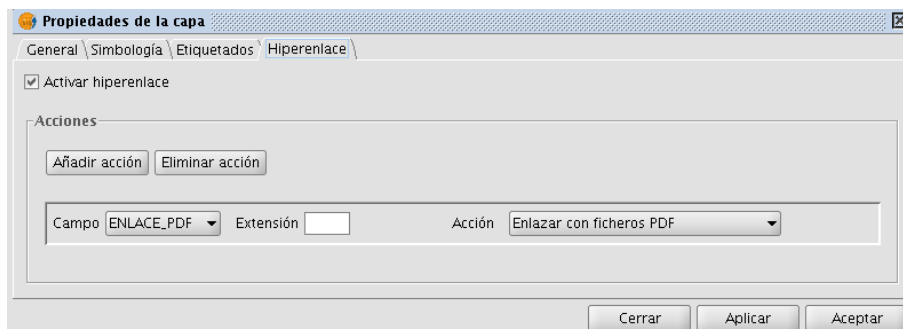 Propiedades de la capa
General Simbología Etiquetados Hiperenlace
Activar hiperenlace
Acciones
Añadir acción Eliminar acción
Campo ENLACE_PDF Extensión Acción Enlazar con ficheros PDF
Cerrar Aplicar Aceptar